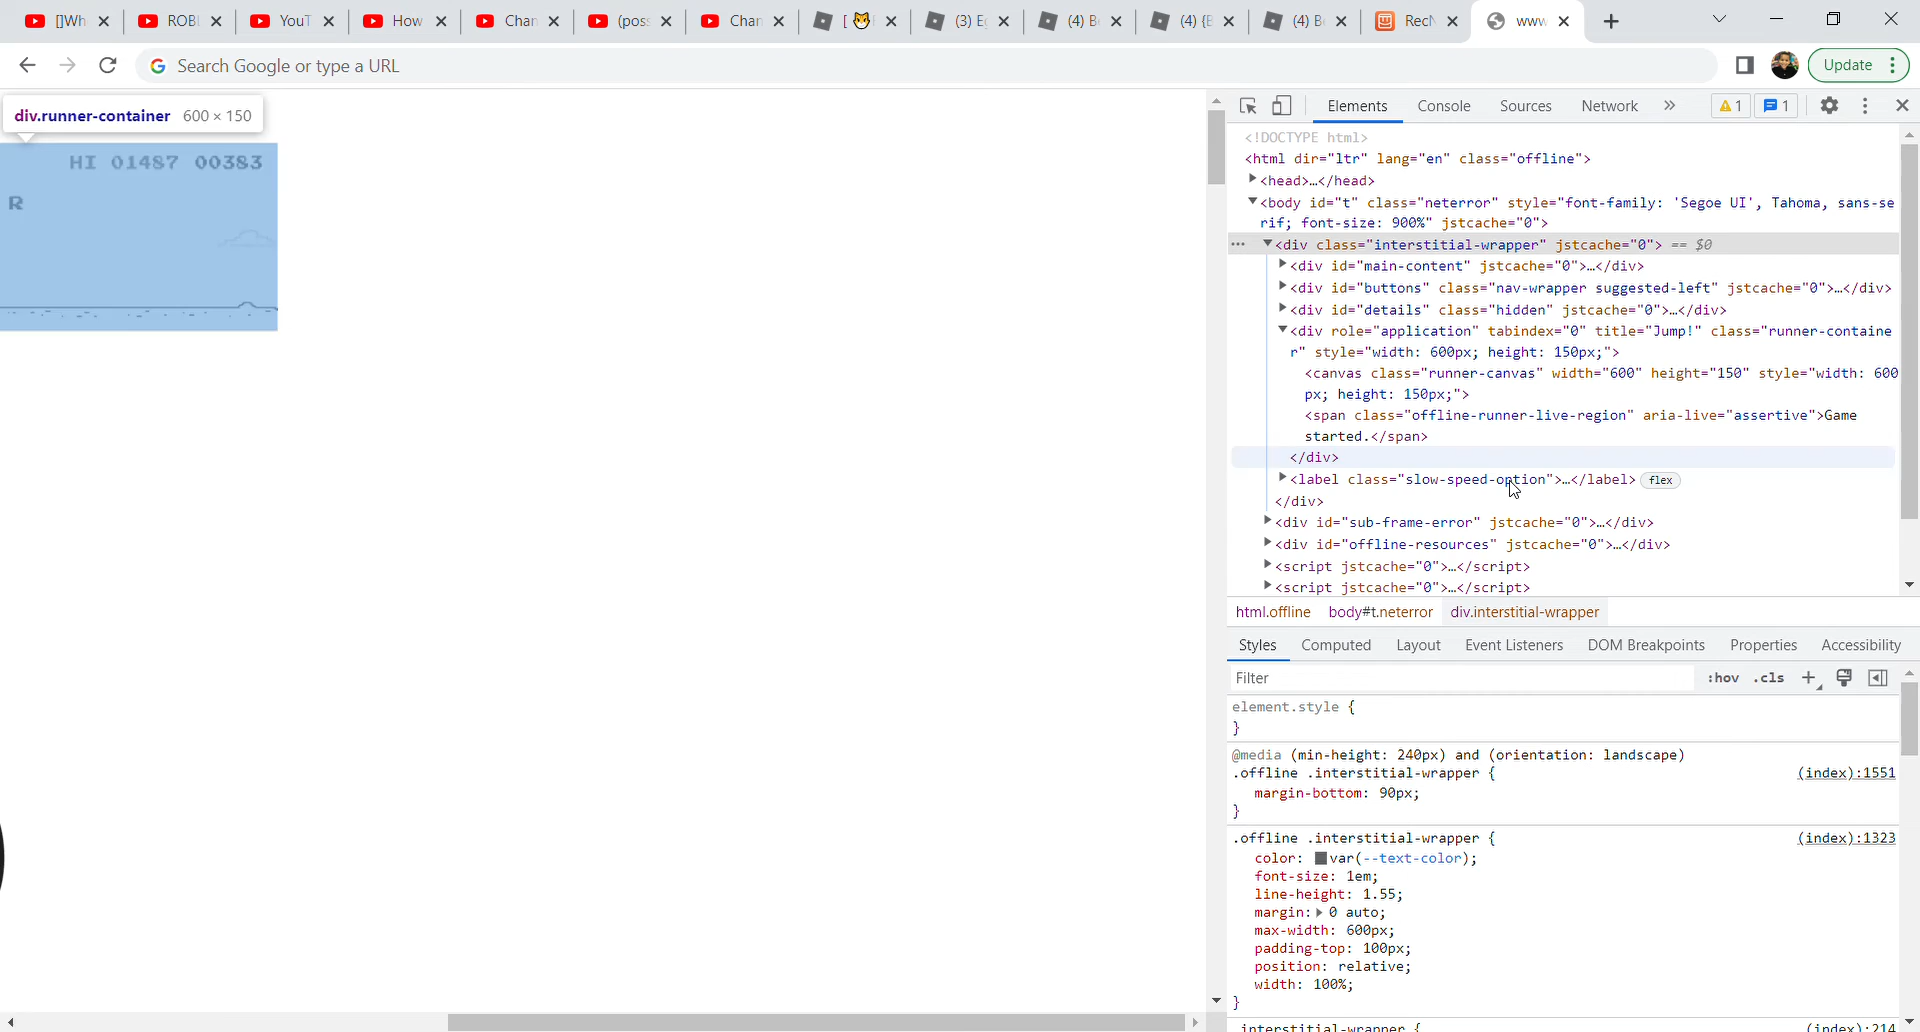 []Wh
ROBI
YouT
How
Chan
(pos
Chan
[
(3) E
(4) B
(4) {E
(4) B
RecN
www
Search Google or type a URL
Update
div.runner-container 600 × 150
HI 01487 00383
R
Elements Console Sources Network » 1 1
<!DOCTYPE html>
<html dir="ltr" lang="en" class="offline">
<head>…</head>
<body id="t" class="neterror" style="font-family: 'Segoe UI', Tahoma, sans-se
rif; font-size: 900%" jstcache="0">
<div class="interstitial-wrapper" jstcache="0"> == $0
<div id="main-content" jstcache="0">…</div>
<div id="buttons" class="nav-wrapper suggested-left" jstcache="0">…</div>
<div id="details" class="hidden" jstcache="0">…</div>
<div role="application" tabindex="0" title="Jump!" class="runner-containe
r" style="width: 600px; height: 150px;">
<canvas class="runner-canvas" width="600" height="150" style="width: 600
px; height: 150px;">
<span class="offline-runner-live-region" aria-live="assertive">Game
started.</span>
</div>
<label class="slow-speed-option">…</label> flex
</div>
<div id="sub-frame-error" jstcache="0">…</div>
<div id="offline-resources" jstcache="0">…</div>
<script jstcache="0">…</script>
<script jstcache="0">…</script>
html.offline body#t.neterror div.interstitial-wrapper
Styles Computed Layout Event Listeners DOM Breakpoints Properties Accessibility
Filter :hov .cls
element.style {
}
@media (min-height: 240px) and (orientation: landscape)
.offline .interstitial-wrapper { (index):1551
margin-bottom: 90px;
}
.offline .interstitial-wrapper { (index):1323
color: var(--text-color);
font-size: 1em;
line-height: 1.55;
margin: 0 auto;
max-width: 600px;
padding-top: 100px;
position: relative;
width: 100%;
}
.interstitial-wrapper { (index):214